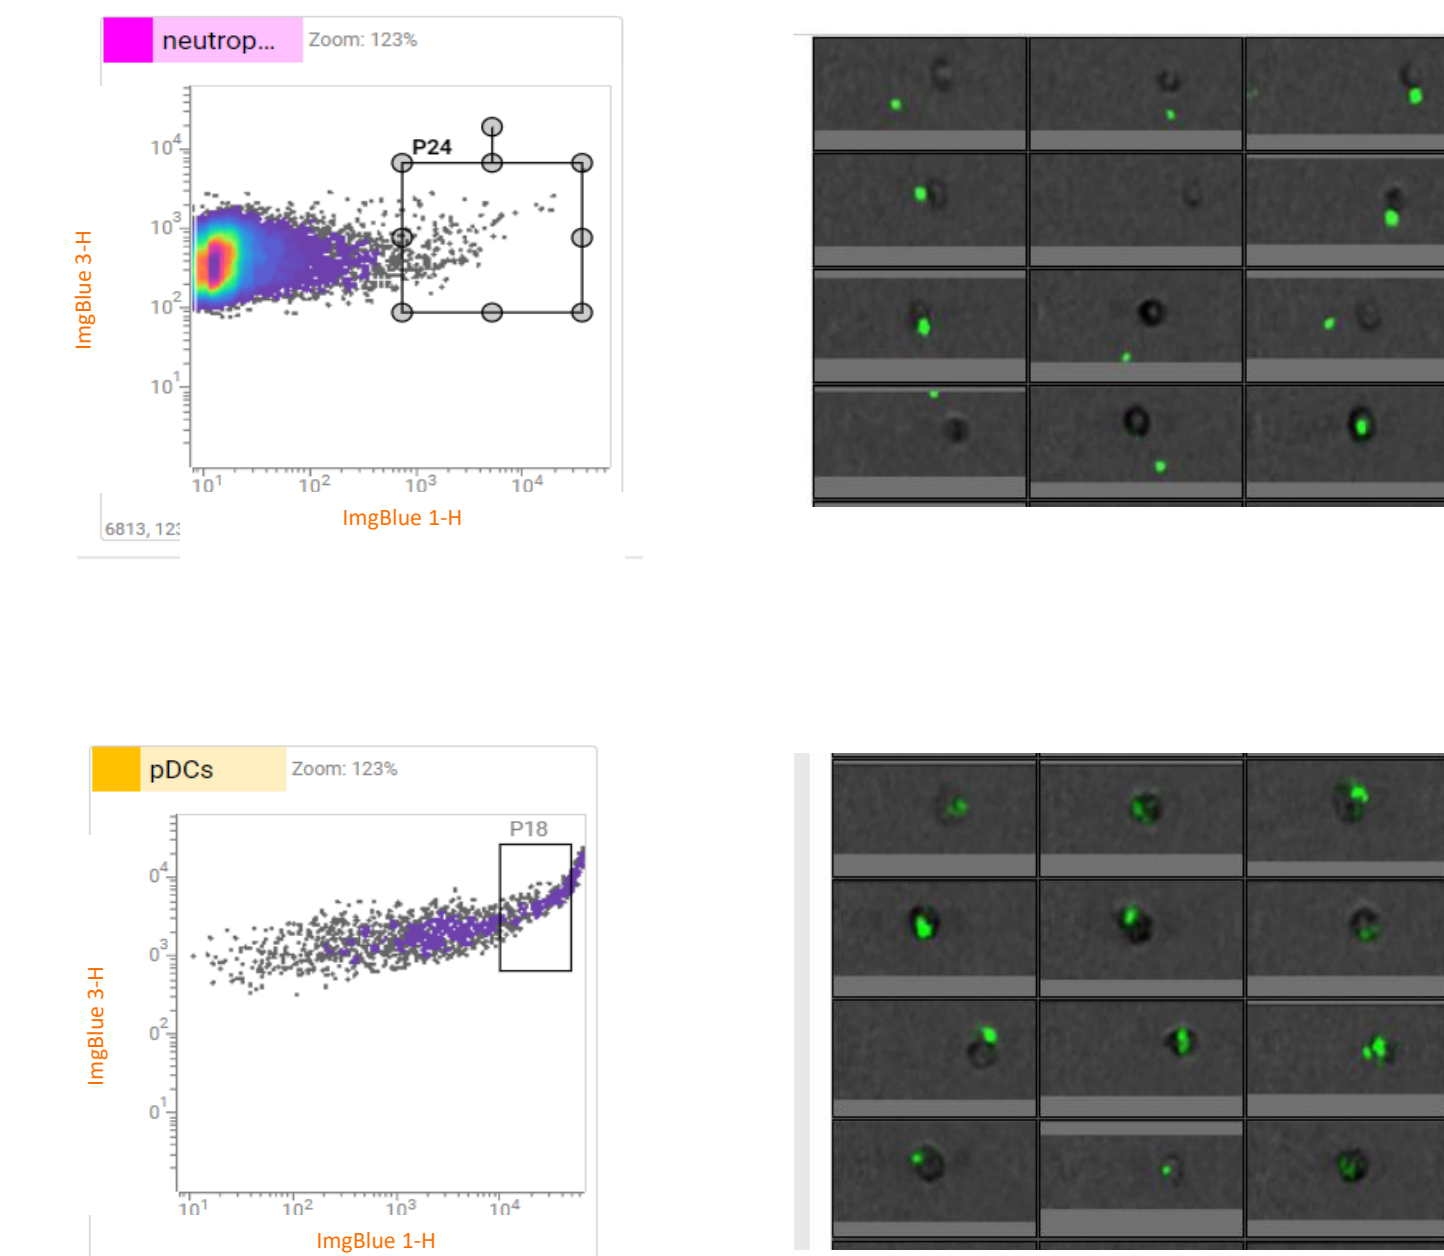 neutrop...
Zoom: 123%
P24
10⁴
10³
10²
10¹
ImgBlue 3-H
10¹ 10² 10³ 10⁴
ImgBlue 1-H
6813, 123
pDCs
Zoom: 123%
P18
0⁴
0³
0²
0¹
ImgBlue 3-H
10¹ 10² 10³ 10⁴
ImgBlue 1-H